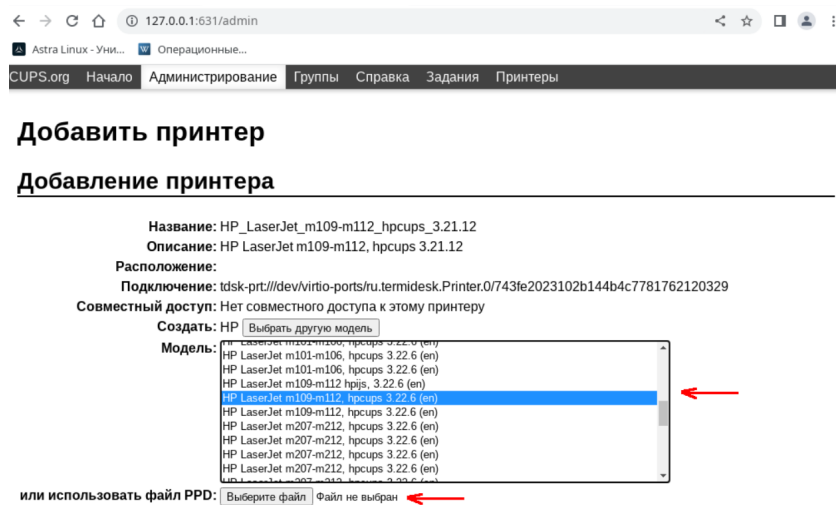 127.0.0.1:631/admin
Astra Linux - Уни... Операционные...
CUPS.org Начало Администрирование Группы Справка Задания Принтеры
Добавить принтер
Добавление принтера
Название: HP_LaserJet_m109-m112_hpcups_3.21.12
Описание: HP LaserJet m109-m112, hpcups 3.21.12
Расположение:
Подключение: tdsk-prt:///dev/virtio-ports/ru.termidesk.Printer.0/743fe2023102b144b4c7781762120329
Совместный доступ: Нет совместного доступа к этому принтеру
Создать: HP Выбрать другую модель
Модель:
HP LaserJet m101-m106, hpcups 3.22.6 (en)
HP LaserJet m101-m106, hpcups 3.22.6 (en)
HP LaserJet m101-m106, hpcups 3.22.6 (en)
HP LaserJet m109-m112 hpijs, 3.22.6 (en)
HP LaserJet m109-m112, hpcups 3.22.6 (en)
HP LaserJet m109-m112, hpcups 3.22.6 (en)
HP LaserJet m207-m212, hpcups 3.22.6 (en)
HP LaserJet m207-m212, hpcups 3.22.6 (en)
HP LaserJet m207-m212, hpcups 3.22.6 (en)
HP LaserJet m207-m212, hpcups 3.22.6 (en)
или использовать файл PPD: Выберите файл Файл не выбран